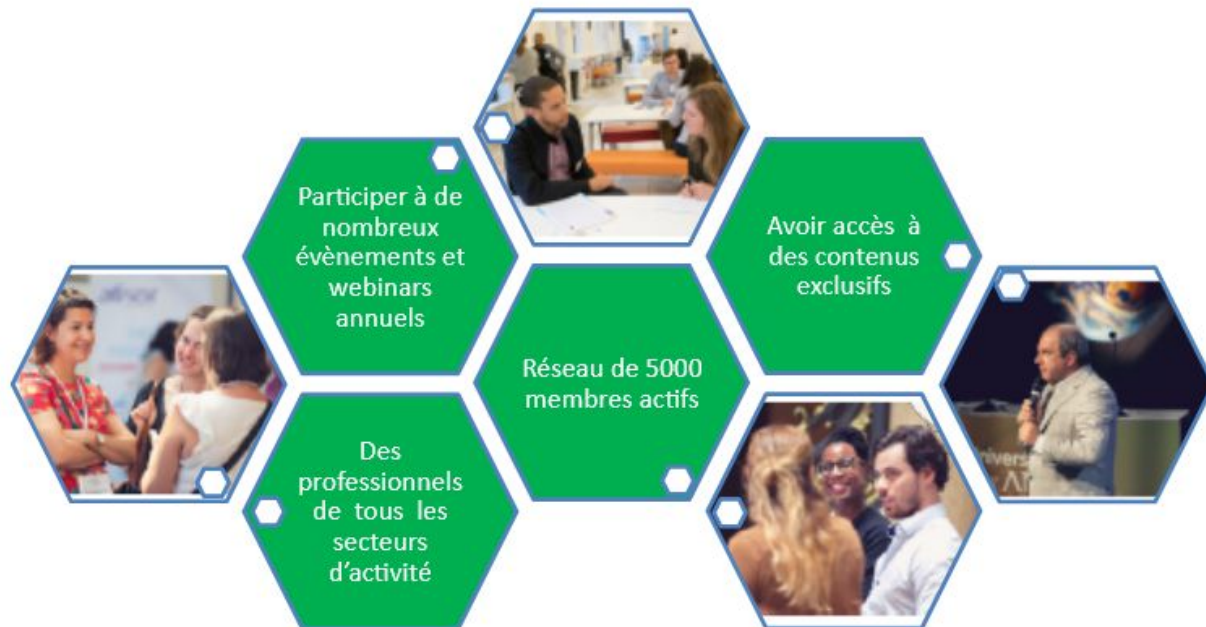 Participer à de
nombreux
évènements et
webinars
annuels
Avoir accès  à
des contenus
exclusifs
Réseau de 5000
membres actifs
Des
professionnels
de  tous  les
secteurs
d’activité